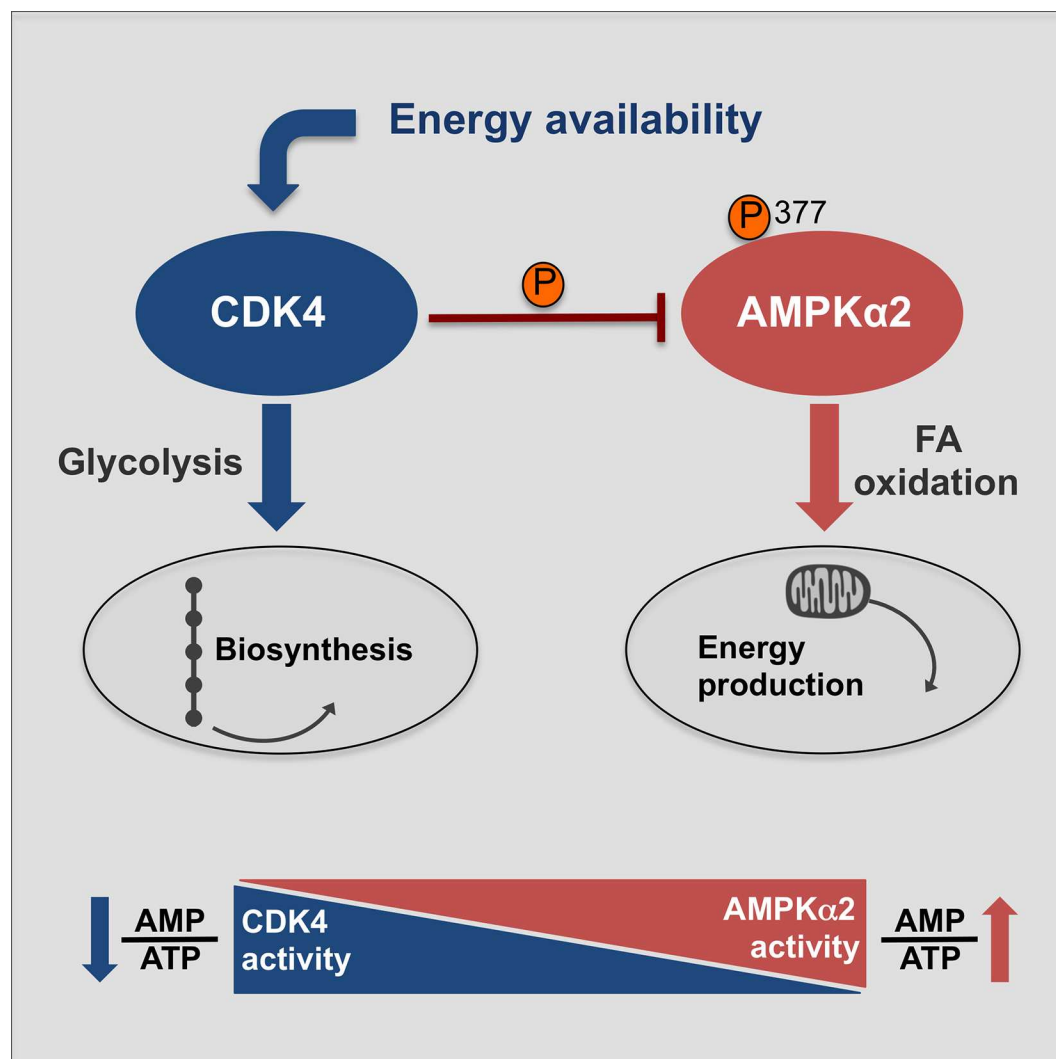 Energy availability
P 377
P
CDK4
AMPKα2
Glycolysis
FA
oxidation
Biosynthesis
Energy
production
AMP
ATP
CDK4
activity
AMPKα2
activity
AMP
ATP